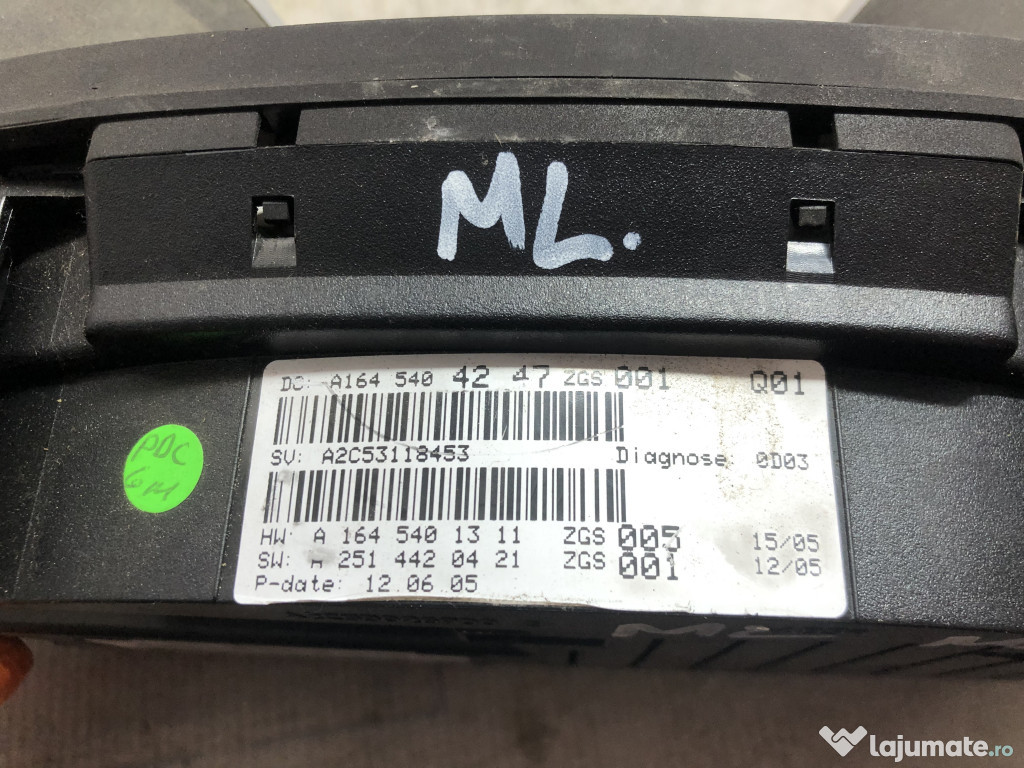 ML.
DC: A164 540 42 47 ZGS 001 Q01
SV: A2C53118453 Diagnose: 0D03
HW: A 164 540 13 11 ZGS 005 15/05
SW: A 251 442 04 21 ZGS 001 12/05
P-date: 12.06.05
PDC
6M
lajumate.ro